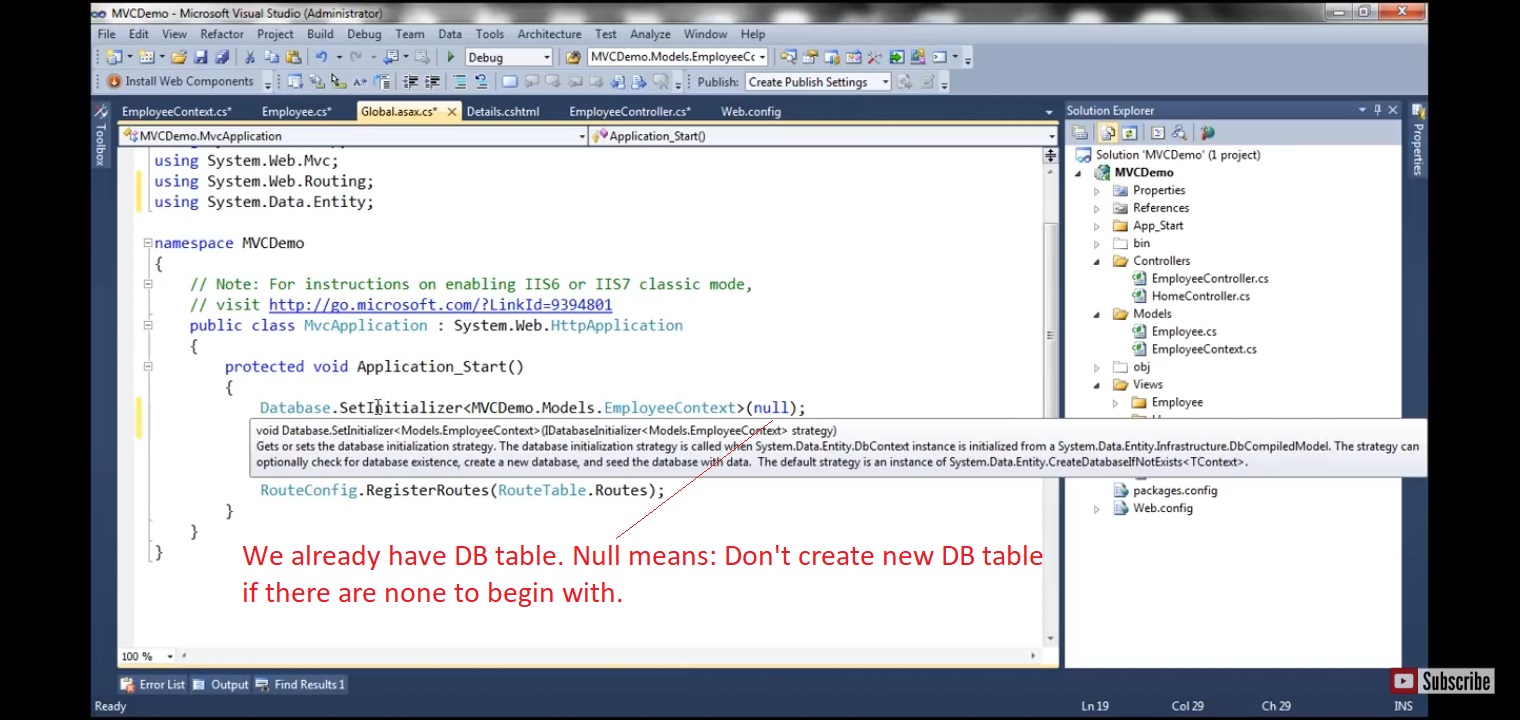 MVCDemo - Microsoft Visual Studio (Administrator)
File Edit View Refactor Project Build Debug Team Data Tools Architecture Test Analyze Window Help
Debug MVCDemo.Models.EmployeeCc
Install Web Components Publish: Create Publish Settings
EmployeeContext.cs* Employee.cs* Global.asax.cs* Details.cshtml EmployeeController.cs* Web.config
MVCDemo.MvcApplication Application_Start()
Toolbox
using System.Web.Mvc;
using System.Web.Routing;
using System.Data.Entity;
namespace MVCDemo
{
// Note: For instructions on enabling IIS6 or IIS7 classic mode,
// visit http://go.microsoft.com/?LinkId=9394801
public class MvcApplication : System.Web.HttpApplication
{
protected void Application_Start()
{
Database.SetInitializer<MVCDemo.Models.EmployeeContext>(null);
void Database.SetInitializer<Models.EmployeeContext>(IDatabaseInitializer<Models.EmployeeContext> strategy)
Gets or sets the database initialization strategy. The database initialization strategy is called when System.Data.Entity.DbContext instance is initialized from a System.Data.Entity.Infrastructure.DbCompiledModel. The strategy can
optionally check for database existence, create a new database, and seed the database with data. The default strategy is an instance of System.Data.Entity.CreateDatabaseIfNotExists<TContext>.
RouteConfig.RegisterRoutes(RouteTable.Routes);
}
}
}
We already have DB table. Null means: Don't create new DB table
if there are none to begin with.
100 %
Solution Explorer
Solution 'MVCDemo' (1 project)
MVCDemo
Properties
References
App_Start
bin
Controllers
EmployeeController.cs
HomeController.cs
Models
Employee.cs
EmployeeContext.cs
obj
Views
Employee
packages.config
Web.config
Properties
Error List Output Find Results 1
Subscribe
Ready Ln 19 Col 29 Ch 29 INS